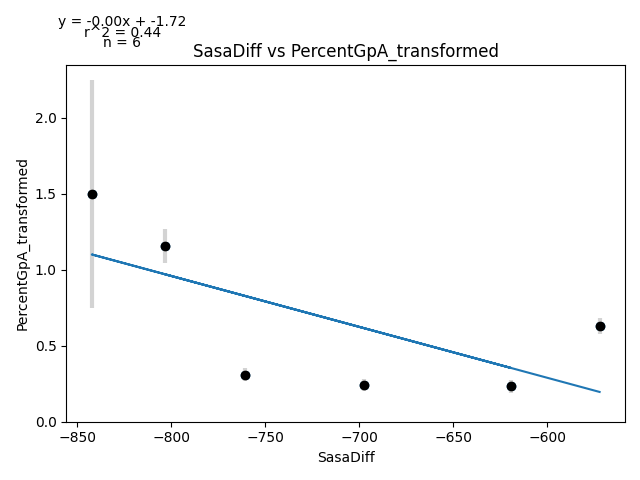 y = -0.00x + -1.72
r^2 = 0.44
n = 6
SasaDiff vs PercentGpA_transformed
PercentGpA_transformed
2.0
1.5
1.0
0.5
0.0
−850
−800
−750
−700
−650
−600
SasaDiff